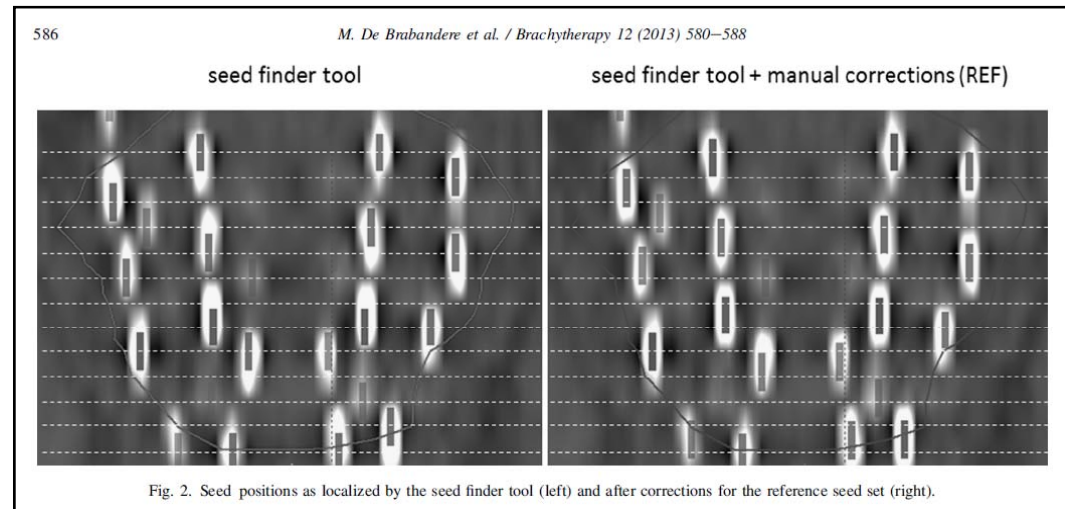 586
M. De Brabandere et al. / Brachytherapy 12 (2013) 580–588
seed finder tool
seed finder tool + manual corrections (REF)
Fig. 2. Seed positions as localized by the seed finder tool (left) and after corrections for the reference seed set (right).